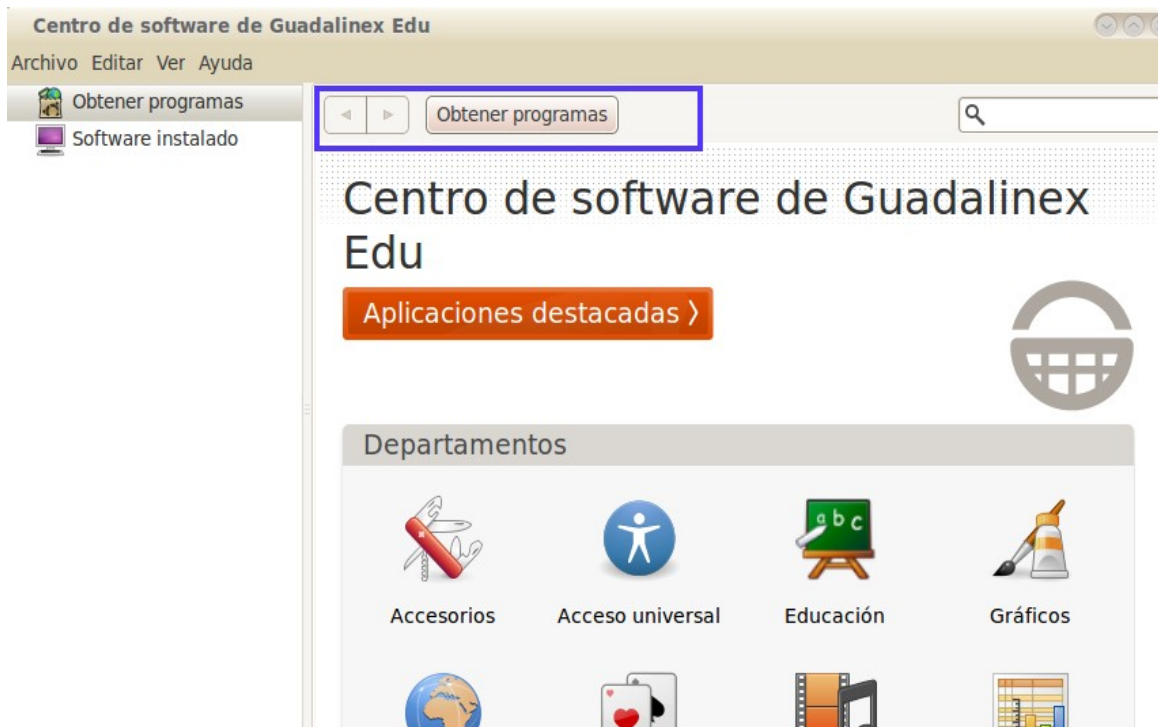 Centro de software de Guadalinex Edu
Archivo Editar Ver Ayuda
Obtener programas
Software instalado
Obtener programas
Centro de software de Guadalinex
Edu
Aplicaciones destacadas
Departamentos
a b c
Accesorios
Acceso universal
Educación
Gráficos